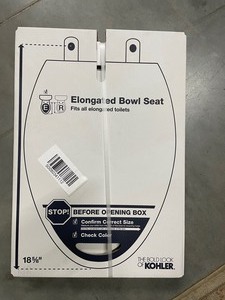 E R
Elongated Bowl Seat
Fits all elongated toilets
STOP!
BEFORE OPENING BOX
Confirm Correct Size
Check Color
18⅝"
THE BOLD LOOK
OF KOHLER.